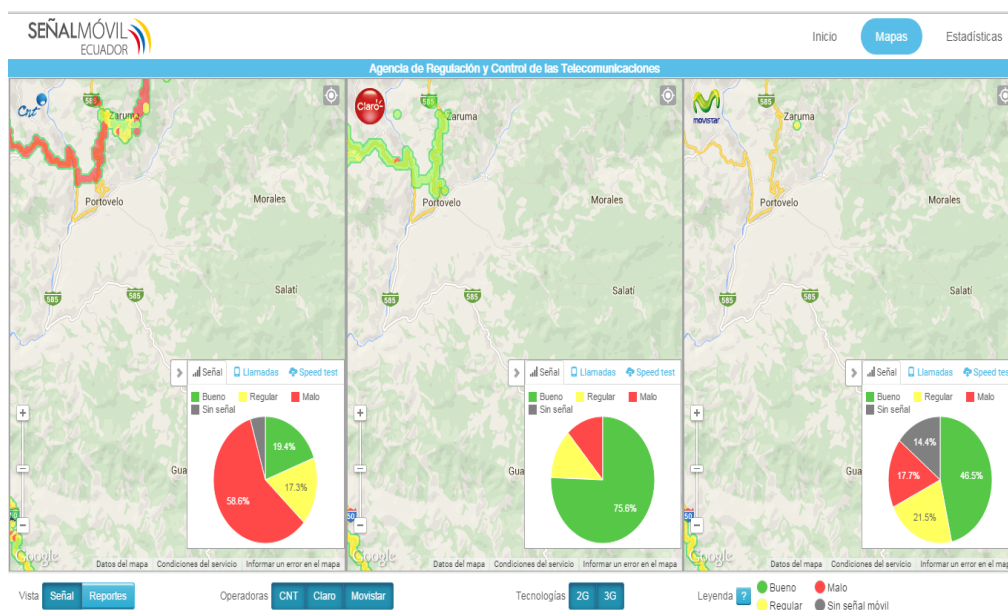 SEÑALMÓVIL
ECUADOR
Inicio
Mapas
Estadísticas
Agencia de Regulación y Control de las Telecomunicaciones
Cnt
585
Zaruma
Portovelo
Morales
585
585
Salatí
Gua
Señal
Llamadas
Speed test
Bueno
Regular
Malo
Sin señal
19.4%
17.3%
58.6%
Google
Datos del mapa
Condiciones del servicio
Informar un error en el mapa
Claro
585
Zaruma
Portovelo
Morales
585
585
Salatí
Gua
Señal
Llamadas
Speed test
Bueno
Regular
Malo
Sin señal
75.6%
50
Google
Datos del mapa
Condiciones del servicio
Informar un error en el mapa
movistar
585
Zaruma
Portovelo
Morales
585
585
Salatí
Gua
Señal
Llamadas
Speed test
Bueno
Regular
Malo
Sin señal
14.4%
46.5%
17.7%
21.5%
50
Google
Datos del mapa
Condiciones del servicio
Informar un error en el map
Vista
Señal
Reportes
Operadoras
CNT
Claro
Movistar
Tecnologías
2G
3G
Leyenda
?
Bueno
Malo
Regular
Sin señal móvil